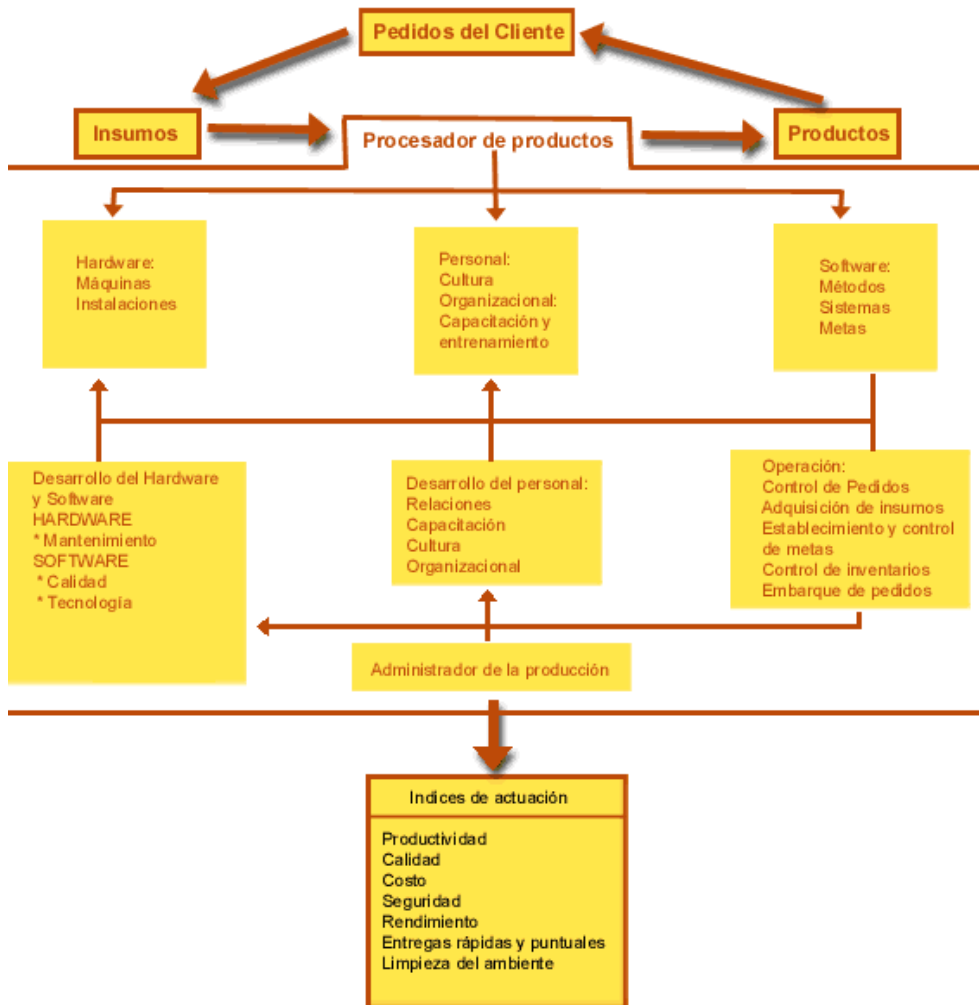 Pedidos del Cliente
Insumos
Procesador de productos
Productos
Hardware:
Máquinas
Instalaciones
Personal:
Cultura
Organizacional:
Capacitación y
entrenamiento
Software:
Métodos
Sistemas
Metas
Desarrollo del Hardware
y Software
HARDWARE
* Mantenimiento
SOFTWARE
* Calidad
* Tecnología
Desarrollo del personal:
Relaciones
Capacitación
Cultura
Organizacional
Operación:
Control de Pedidos
Adquisición de insumos
Establecimiento y control
de metas
Control de inventarios
Embarque de pedidos
Administrador de la producción
Indices de actuación
Productividad
Calidad
Costo
Seguridad
Rendimiento
Entregas rápidas y puntuales
Limpieza del ambiente